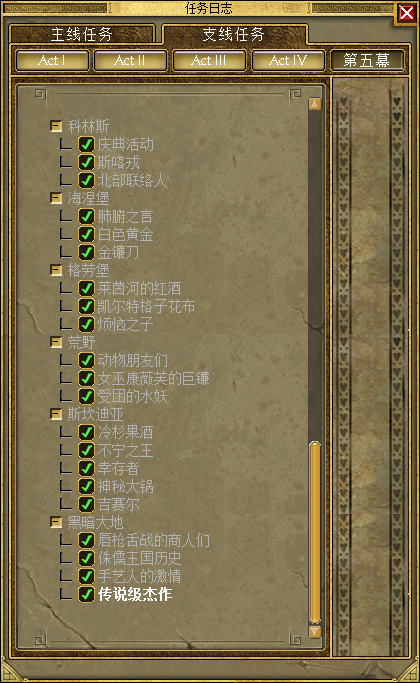 任务日志
主线任务
支线任务
Act I
Act II
Act III
Act IV
第五幕
科林斯
庆典活动
斯喀戎
北部联络人
海涅堡
肺腑之言
白色黄金
金镰刀
格劳堡
莱茵河的红酒
凯尔特格子花布
烦恼之子
荒野
动物朋友们
女巫康薇芙的巨镰
受困的水妖
斯坎迪亚
冷杉果酒
不宁之王
幸存者
神秘大锅
吉赛尔
黑暗大地
唇枪舌战的商人们
侏儒王国历史
手艺人的激情
传说级杰作